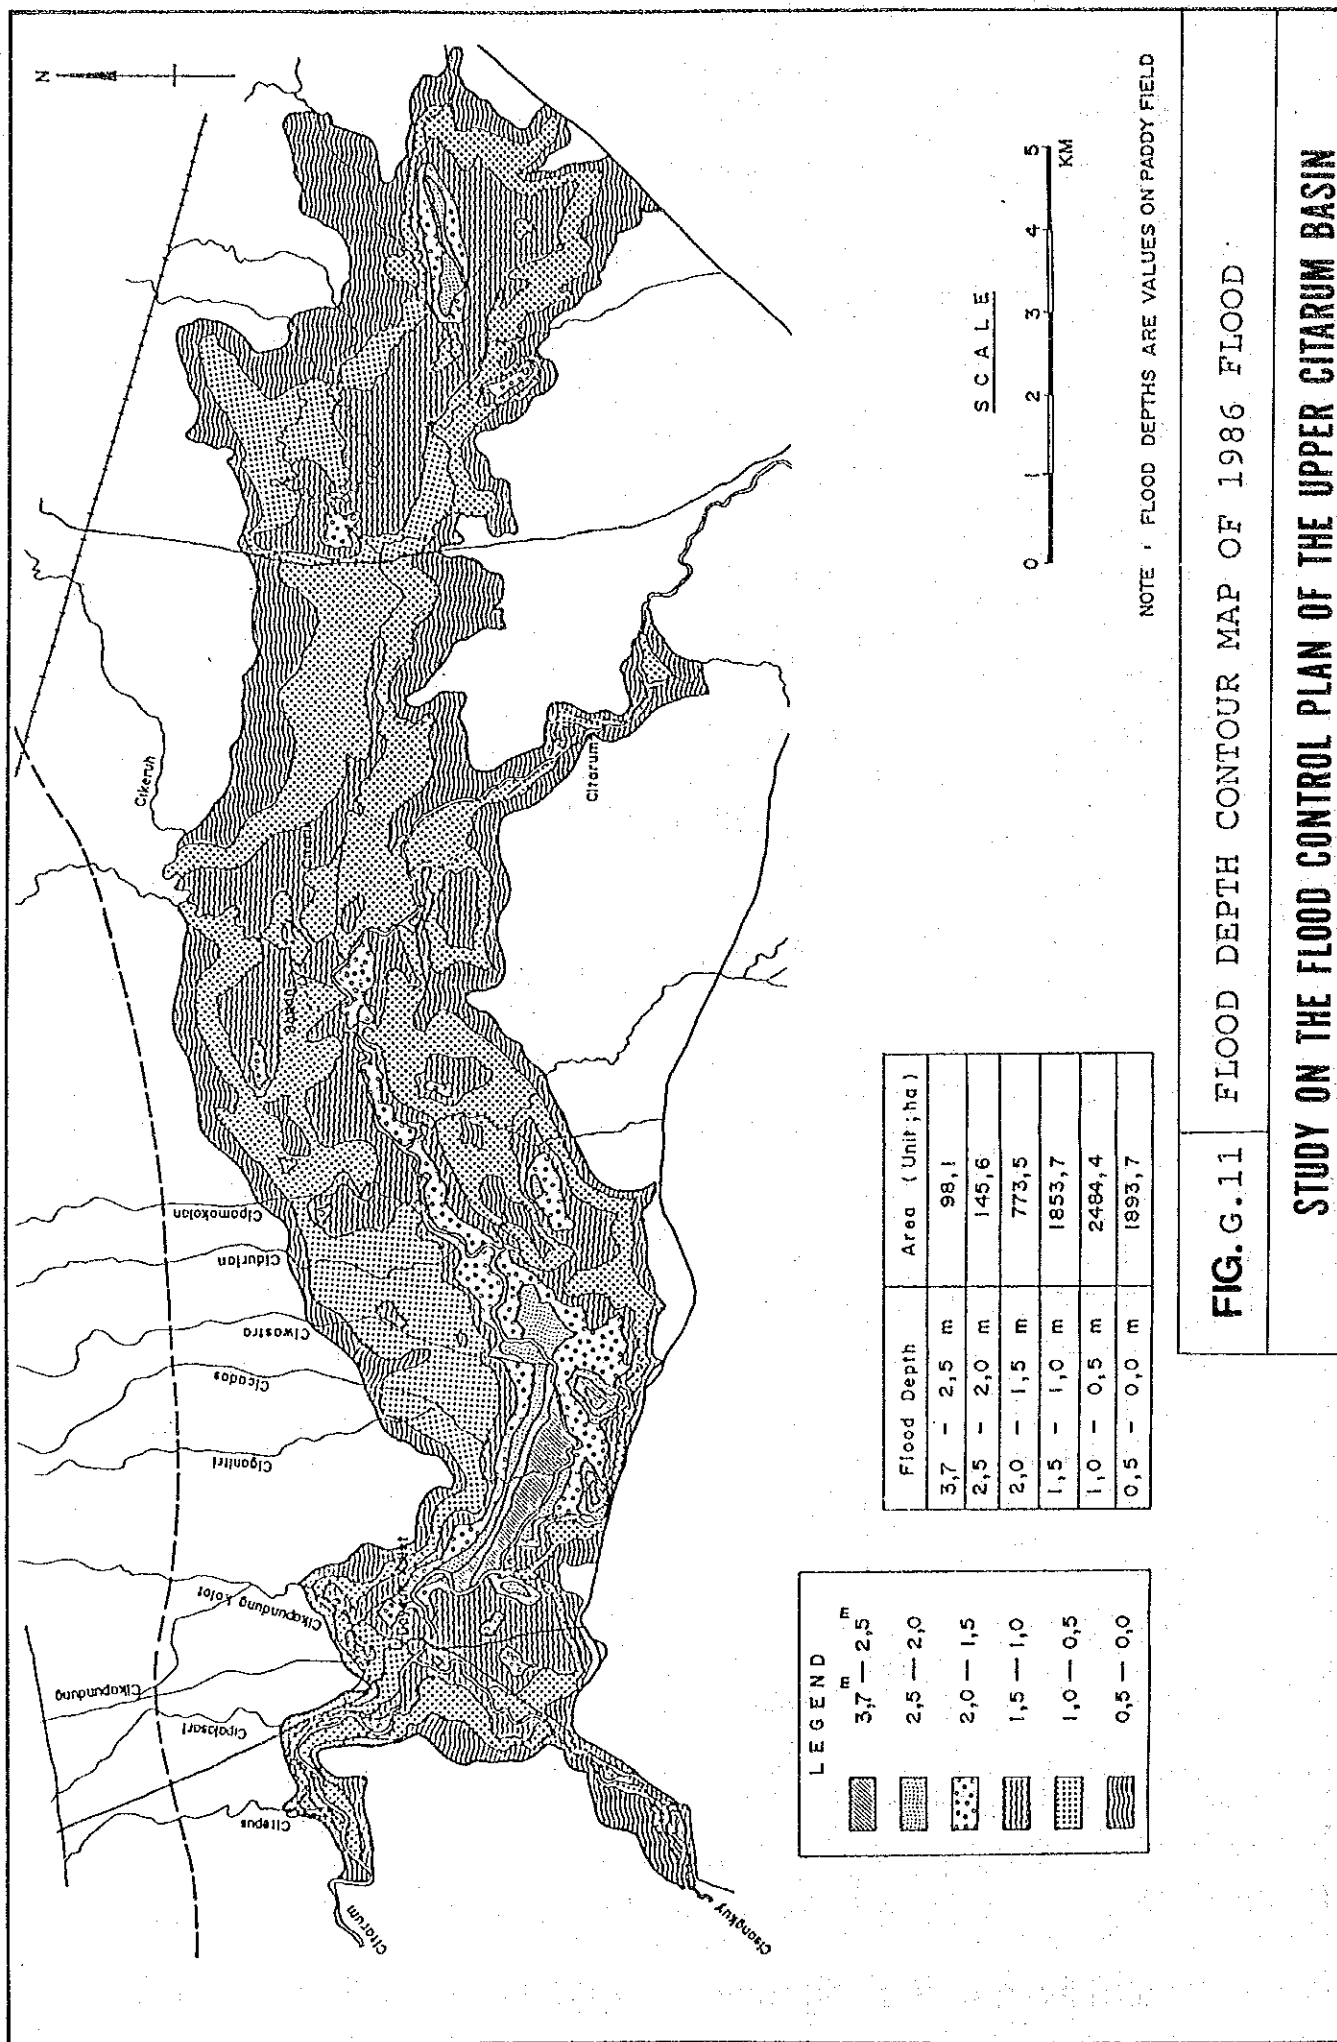 N
Cikeruh
Citarik
Citarum
Cipamokolan
Cidurian
Ciwastra
Cicadas
Ciganitri
Cikapundung Kolot
Cikapundung
Cipalasari
Citepus
Citarum
Cisangkuy
LEGEND
3,7 m — 2,5 m
2,5 — 2,0
2,0 — 1,5
1,5 — 1,0
1,0 — 0,5
0,5 — 0,0
Flood Depth Area (Unit ; ha)
3,7 - 2,5 m 98,1
2,5 - 2,0 m 145,6
2,0 - 1,5 m 773,5
1,5 - 1,0 m 1853,7
1,0 - 0,5 m 2484,4
0,5 - 0,0 m 1893,7
SCALE
0 1 2 3 4 5
KM
NOTE : FLOOD DEPTHS ARE VALUES ON PADDY FIELD
FIG. G.11 FLOOD DEPTH CONTOUR MAP OF 1986 FLOOD
STUDY ON THE FLOOD CONTROL PLAN OF THE UPPER CITARUM BASIN